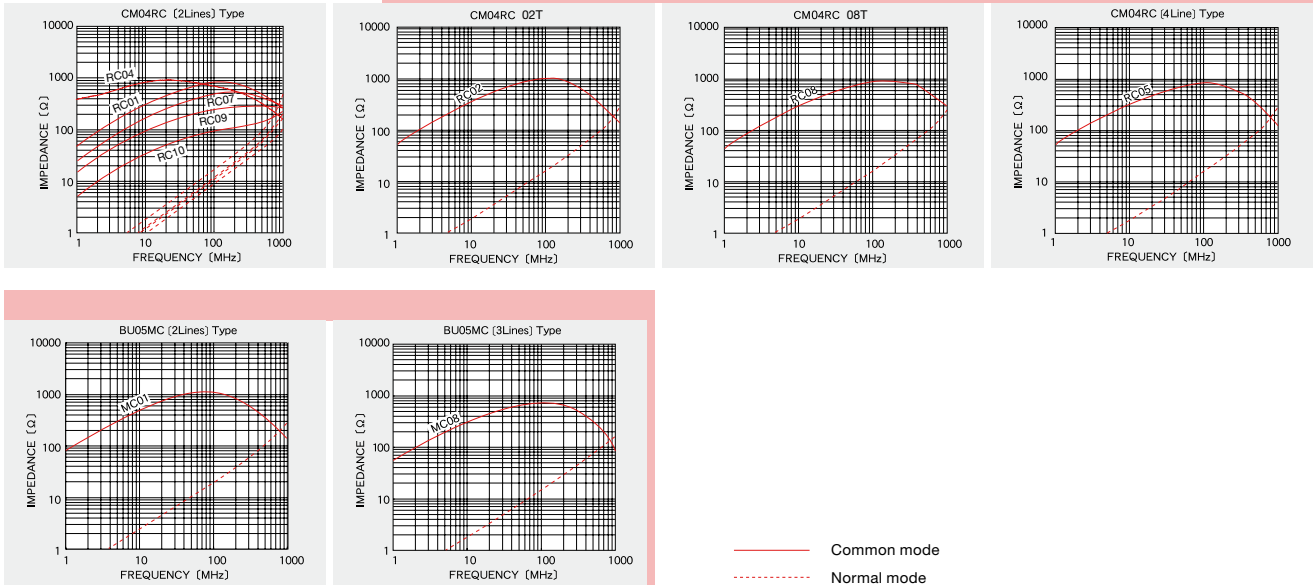 CM04RC [2Lines] Type
10000
1000
100
10
1
IMPEDANCE [Ω]
RC04
RC01
RC07
RC09
RC10
1
10
100
1000
FREQUENCY [MHz]
CM04RC 02T
10000
1000
100
10
1
IMPEDANCE [Ω]
RC02
1
10
100
1000
FREQUENCY [MHz]
CM04RC 08T
10000
1000
100
10
1
IMPEDANCE [Ω]
RC08
1
10
100
1000
FREQUENCY [MHz]
CM04RC [4Line] Type
10000
1000
100
10
1
IMPEDANCE [Ω]
RC05
1
10
100
1000
FREQUENCY [MHz]
BU05MC [2Lines] Type
10000
1000
100
10
1
IMPEDANCE [Ω]
MC01
1
10
100
1000
FREQUENCY [MHz]
BU05MC [3Lines] Type
10000
1000
100
10
1
IMPEDANCE [Ω]
MC08
1
10
100
1000
FREQUENCY [MHz]
Common mode
Normal mode